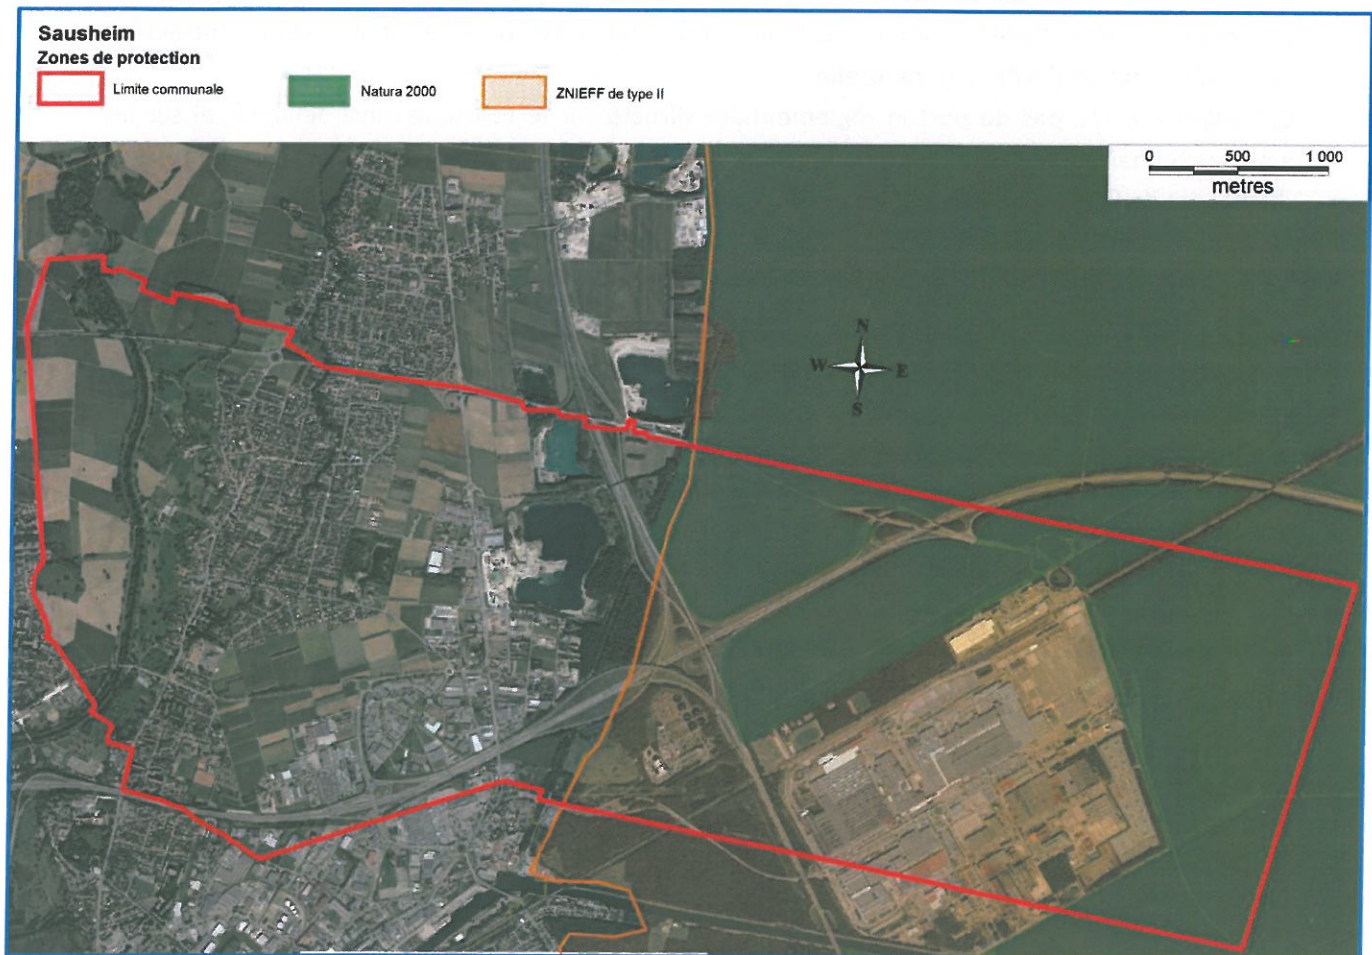 Sausheim
Zones de protection
Limite communale
Natura 2000
ZNIEFF de type II
0 500 1 000
metres
N
W E
S